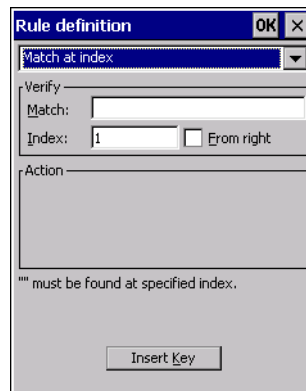 Rule definition OK ×
Match at index
Verify
Match:
Index: 1 From right
Action
"" must be found at specified index.
Insert Key